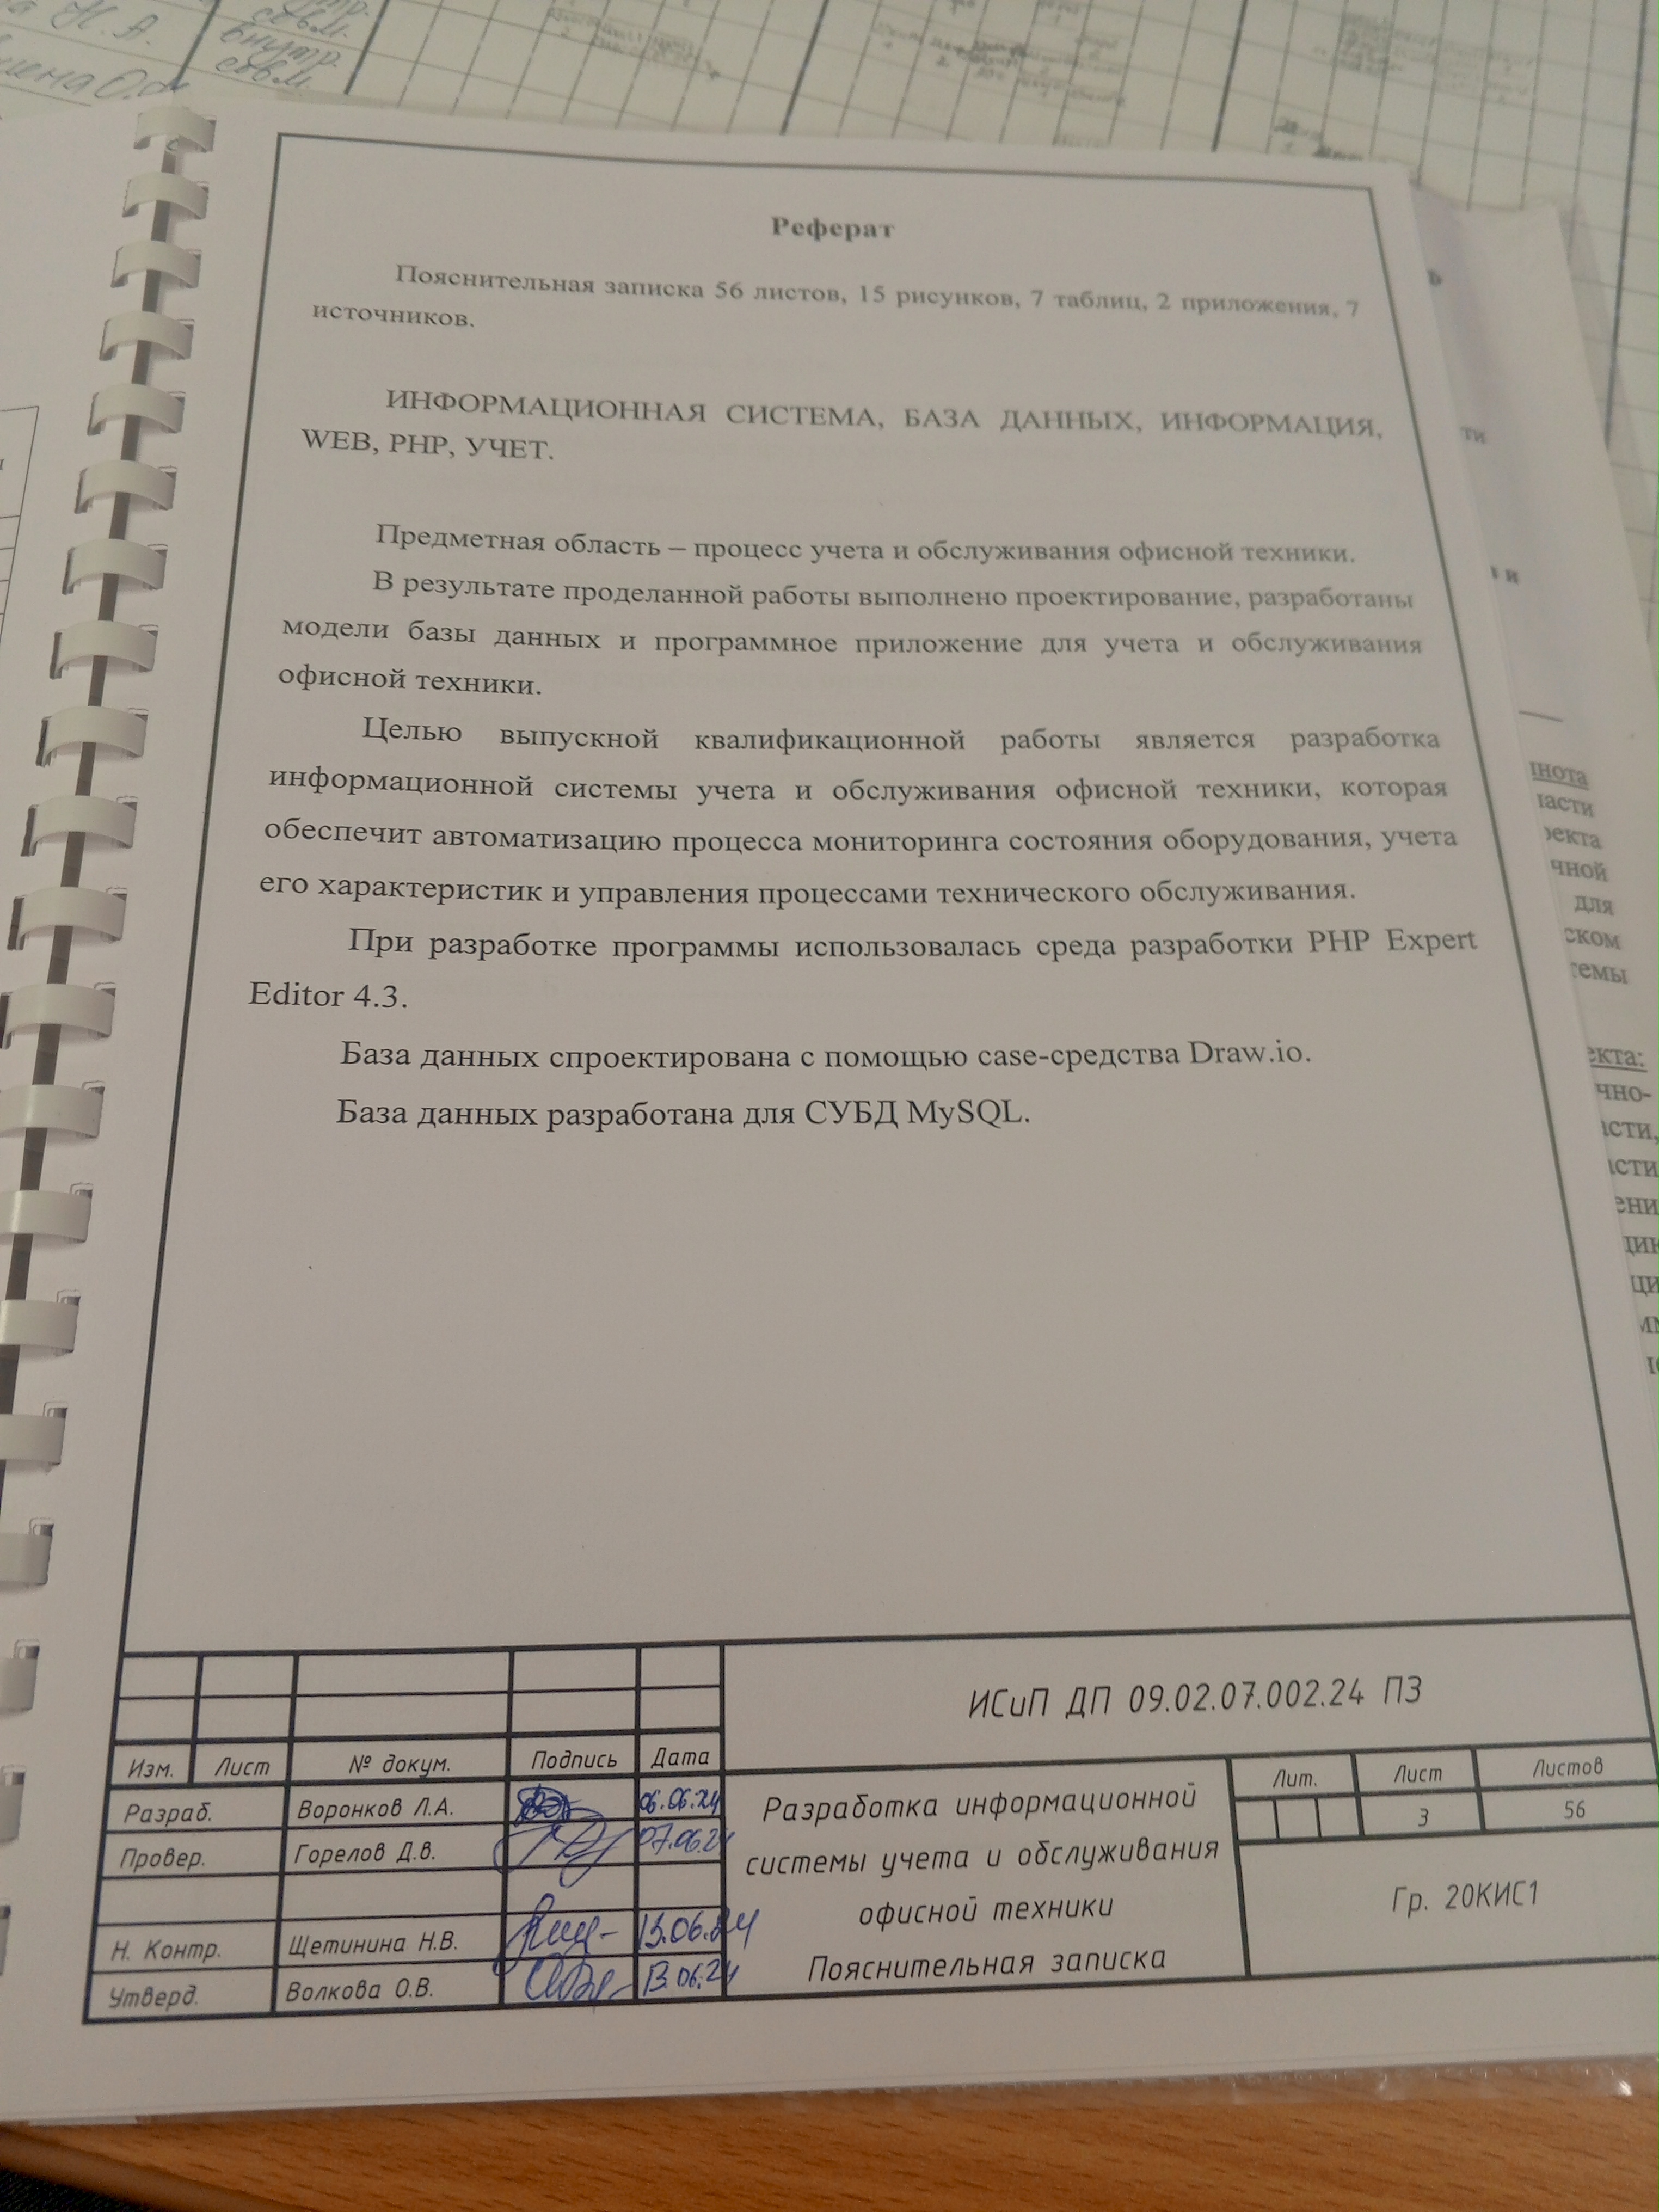 Н. А.
внутр.
совм.
Реферат
Пояснительная записка 56 листов, 15 рисунков, 7 таблиц, 2 приложения, 7
источников.
ИНФОРМАЦИОННАЯ СИСТЕМА, БАЗА ДАННЫХ, ИНФОРМАЦИЯ,
WEB, PHP, УЧЕТ.
Предметная область – процесс учета и обслуживания офисной техники.
В результате проделанной работы выполнено проектирование, разработаны
модели базы данных и программное приложение для учета и обслуживания
офисной техники.
Целью выпускной квалификационной работы является разработка
информационной системы учета и обслуживания офисной техники, которая
обеспечит автоматизацию процесса мониторинга состояния оборудования, учета
его характеристик и управления процессами технического обслуживания.
При разработке программы использовалась среда разработки PHP Expert
Editor 4.3.
База данных спроектирована с помощью case-средства Draw.io.
База данных разработана для СУБД MySQL.
ИСиП ДП 09.02.07.002.24 ПЗ
Изм. Лист № докум. Подпись Дата
Разраб. Воронков Л.А. 06.06.24
Провер. Горелов Д.В. 07.06.24
Н. Контр. Щетинина Н.В. 13.06.24
Утверд. Волкова О.В. 13.06.24
Разработка информационной
системы учета и обслуживания
офисной техники
Пояснительная записка
Лит. Лист Листов
3 56
Гр. 20КИС1
для